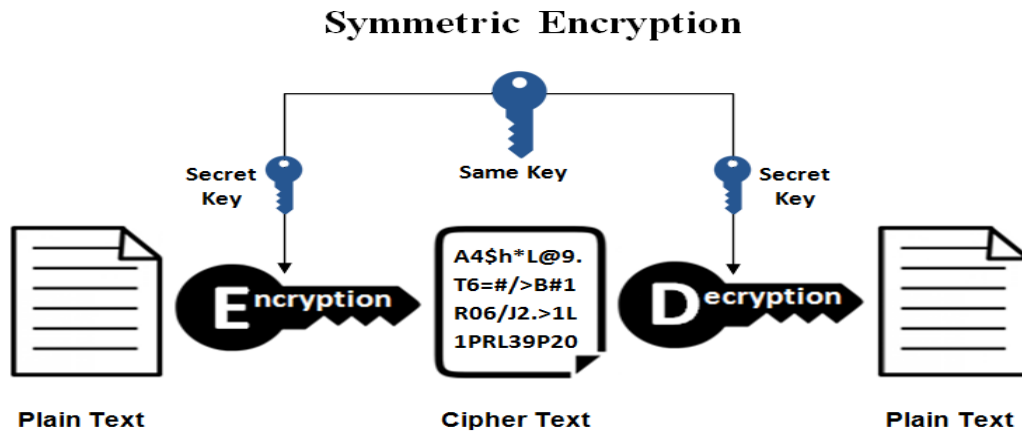 Symmetric Encryption
Secret
Key
Same Key
Secret
Key
Encryption
A4$h*L@9.
T6=#/>B#1
R06/J2.>1L
1PRL39P20
Decryption
Plain Text
Cipher Text
Plain Text